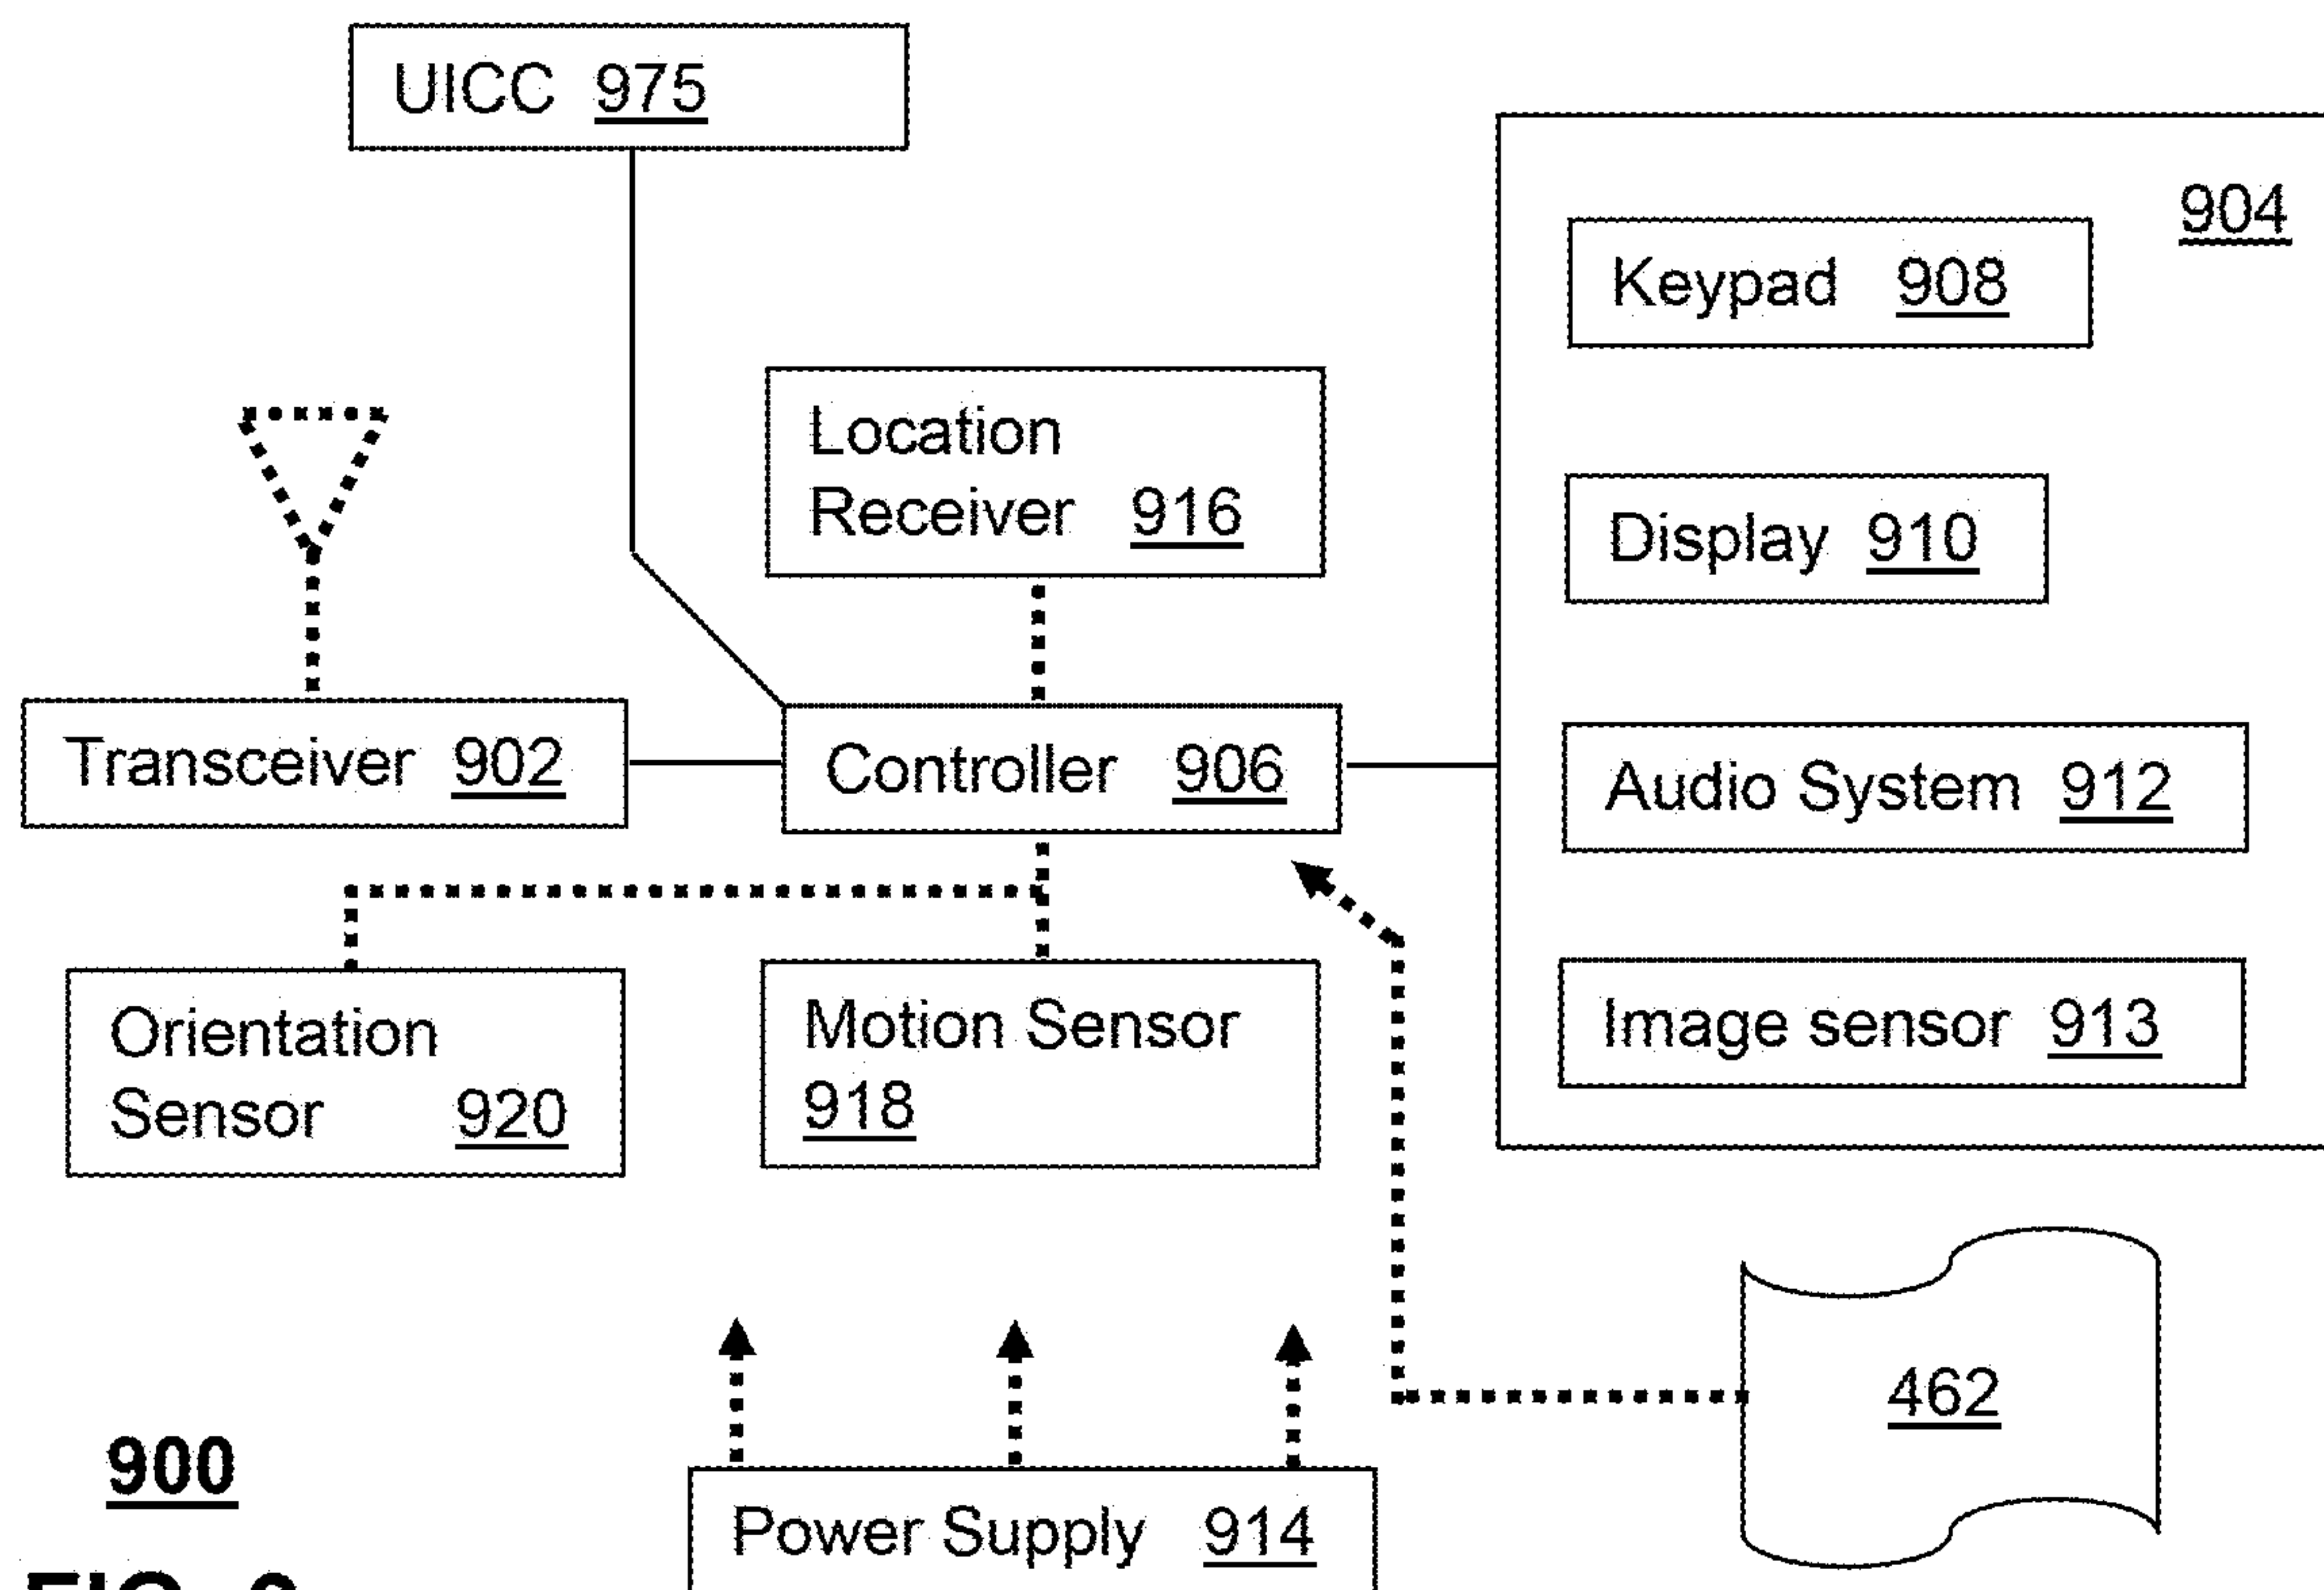 UICC 975
904
Keypad 908
Location
Receiver 916
Display 910
Transceiver 902
Controller 906
Audio System 912
Orientation
Sensor 920
Motion Sensor
918
Image sensor 913
462
900
Power Supply 914